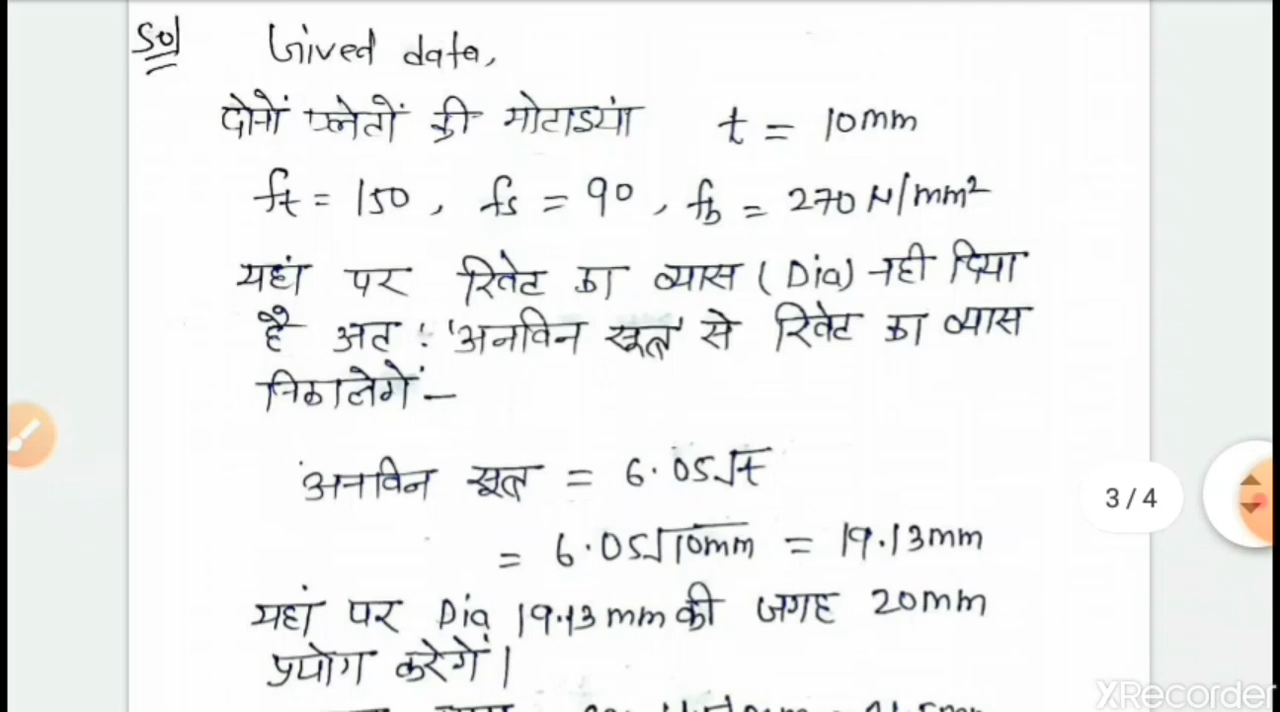 Sol Gived data,
दोनों प्लेटों की मोटाइयां t = 10mm
ft = 150, fs = 90, fb = 270 N/mm²
यहां पर रिवेट का व्यास (Dia) नही दिया
है अत: 'अनविन सूत्र' से रिवेट का व्यास
निकालेगें:-
अनविन सूत्र = 6.05√t
= 6.05√10mm = 19.13mm
यहां पर Dia 19.13 mm की जगह 20mm
प्रयोग करेगें।
3 / 4
XRecorder